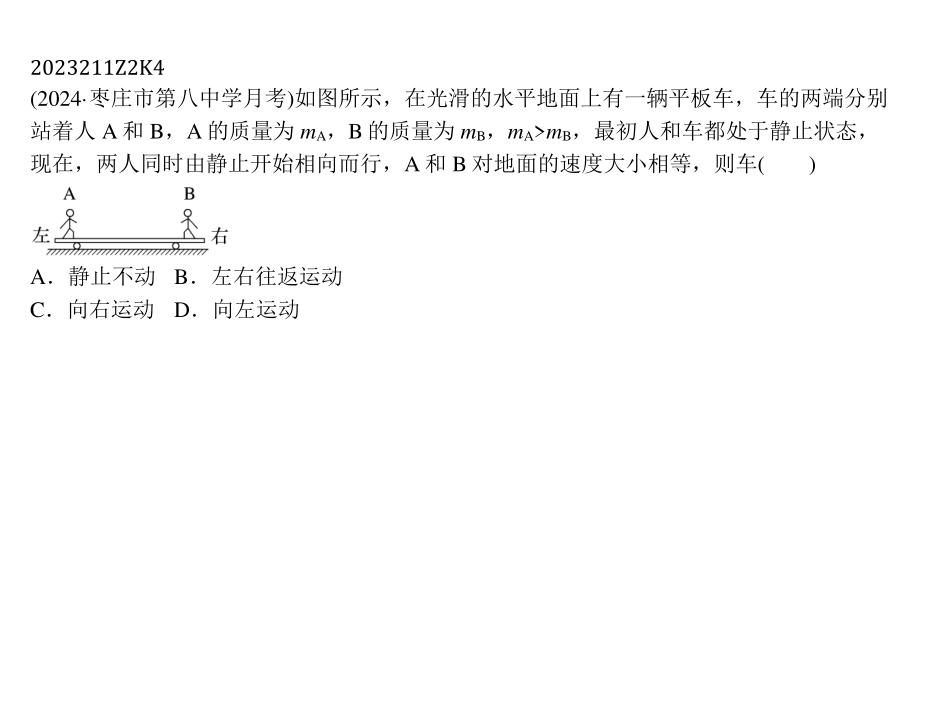 2023211Z2K4
(2024·枣庄市第八中学月考)如图所示，在光滑的水平地面上有一辆平板车，车的两端分别
站着人 A 和 B，A 的质量为 mA，B 的质量为 mB，mA>mB，最初人和车都处于静止状态，
现在，两人同时由静止开始相向而行，A 和 B 对地面的速度大小相等，则车(　　)
A B
左 右
A．静止不动 B．左右往返运动
C．向右运动 D．向左运动